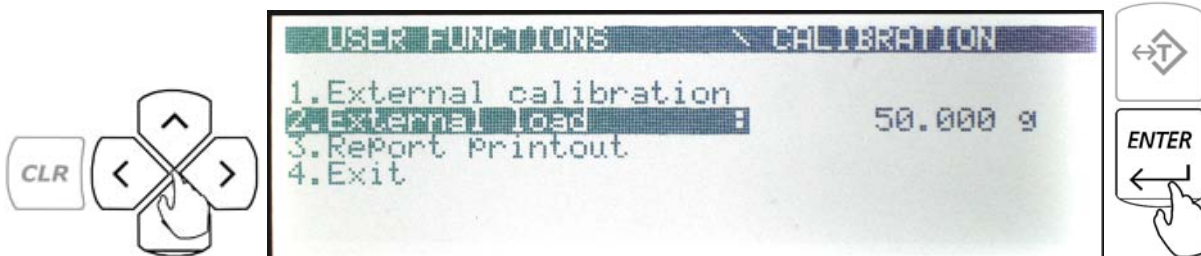 USER FUNCTIONS \ CALIBRATION
1.External calibration
2.External load : 50.000 g
3.Report Printout
4.Exit
CLR
T
ENTER